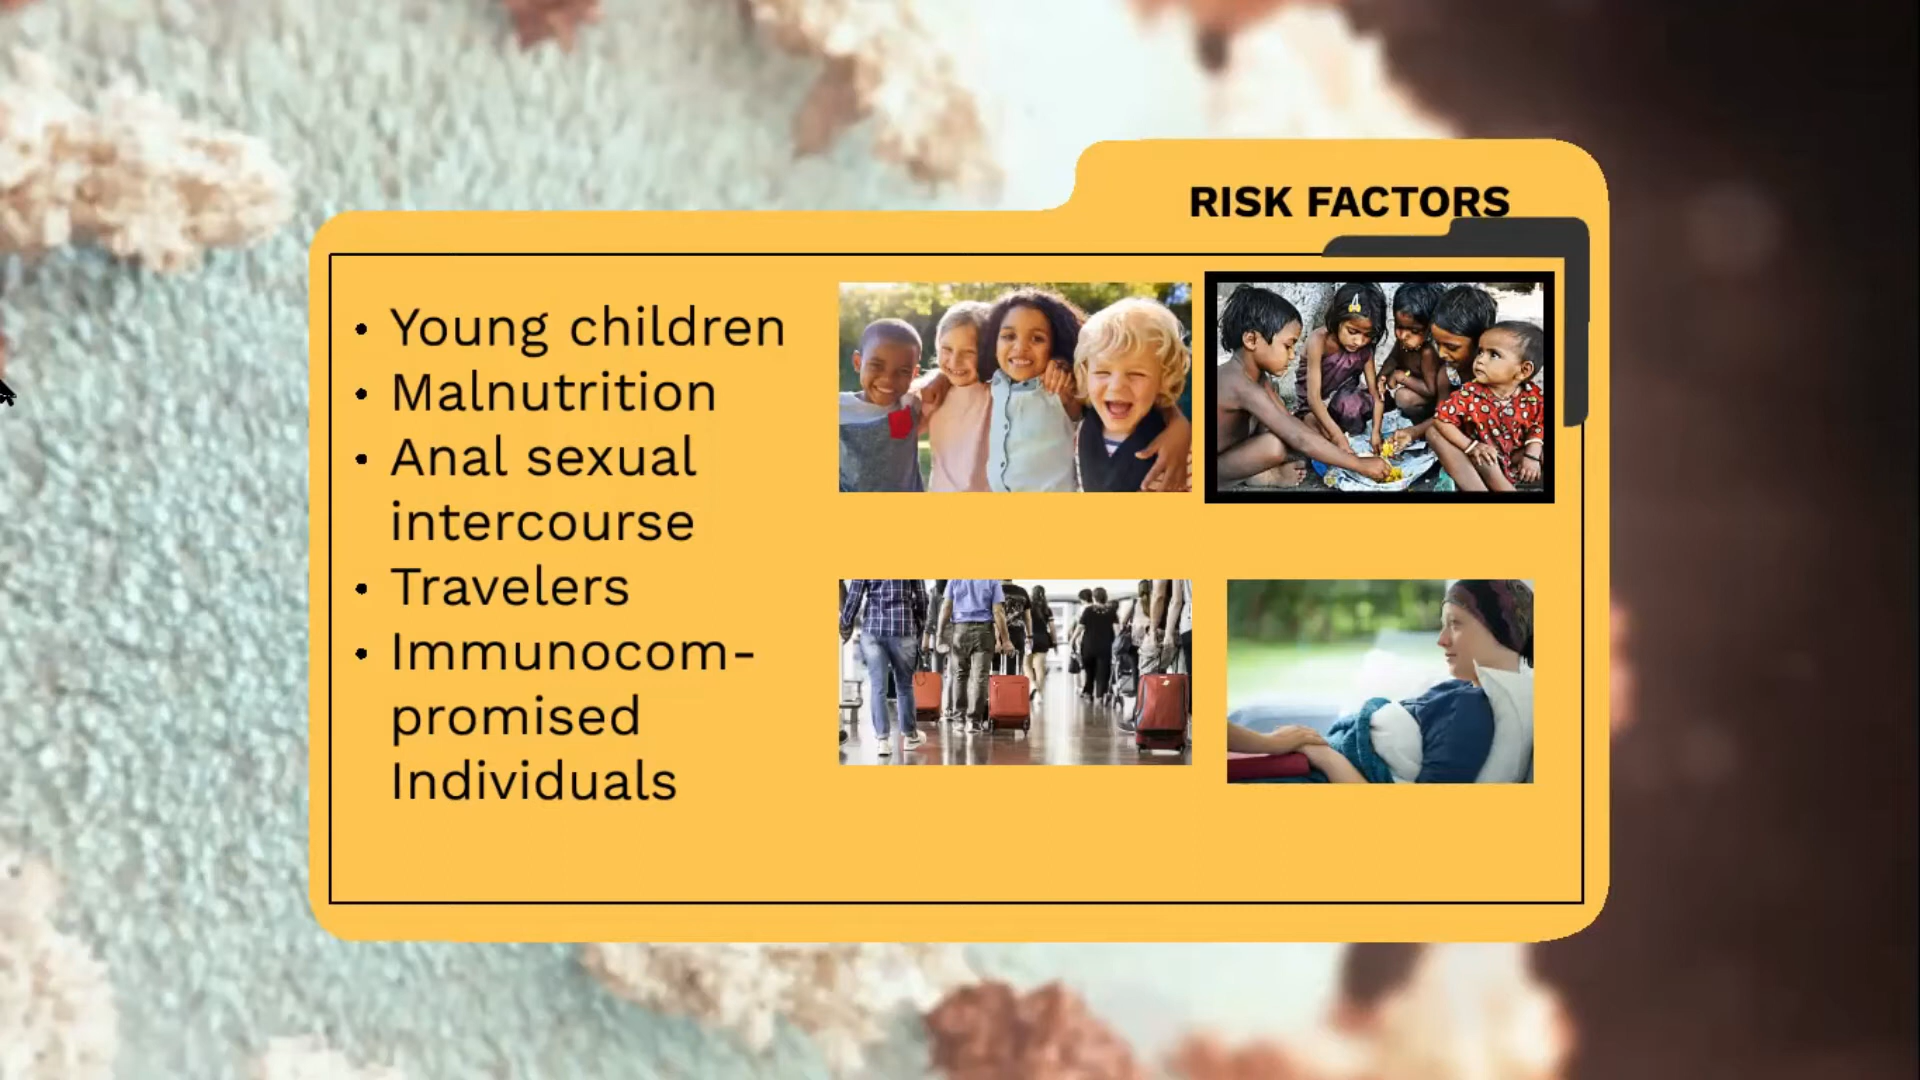 RISK FACTORS
• Young children
• Malnutrition
• Anal sexual
intercourse
• Travelers
• Immunocom-
promised
Individuals